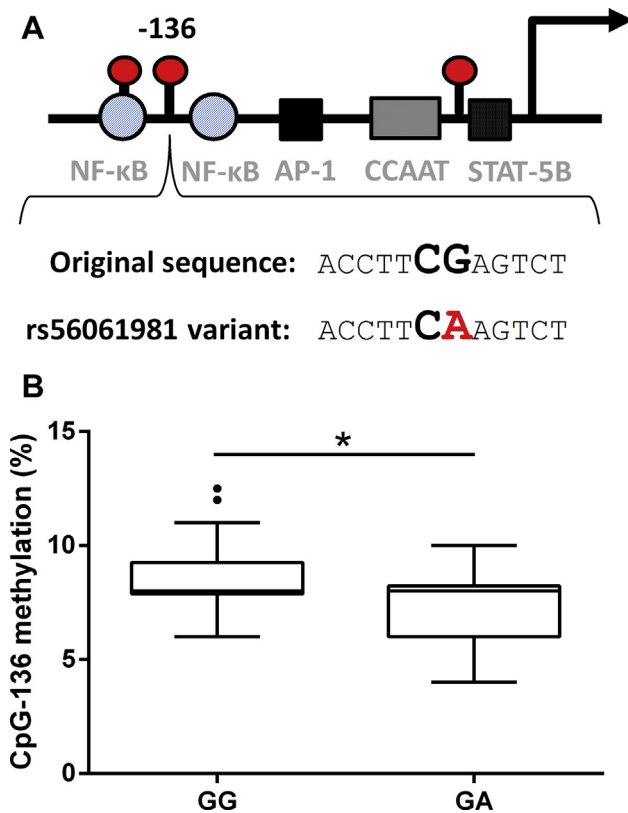 A
-136
NF-κB NF-κB AP-1 CCAAT STAT-5B
Original sequence: ACCTTCGAGTCT
rs56061981 variant: ACCTTCAAGTCT
B
CpG-136 methylation (%)
15
*
10
5
0
GG GA